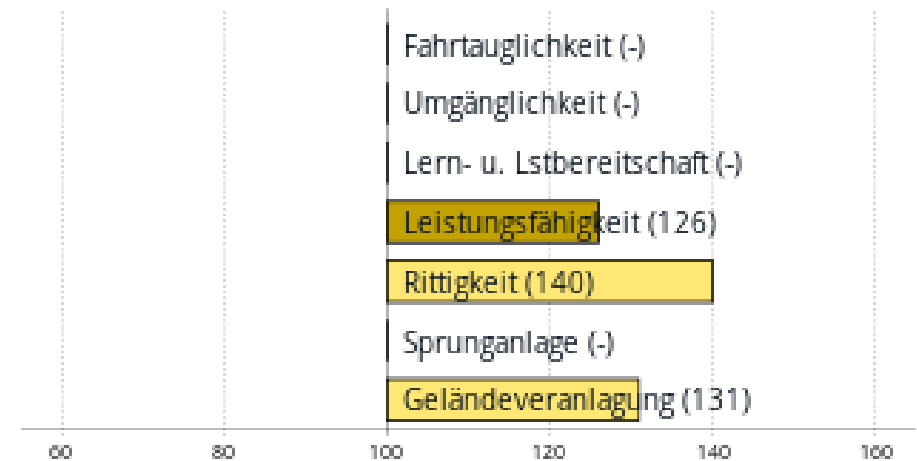 Fahrtauglichkeit (-)
Umgänglichkeit (-)
Lern- u. Lstbereitschaft (-)
Leistungsfähigkeit (126)
Rittigkeit (140)
Sprunganlage (-)
Geländeveranlagung (131)
60 80 100 120 140 160